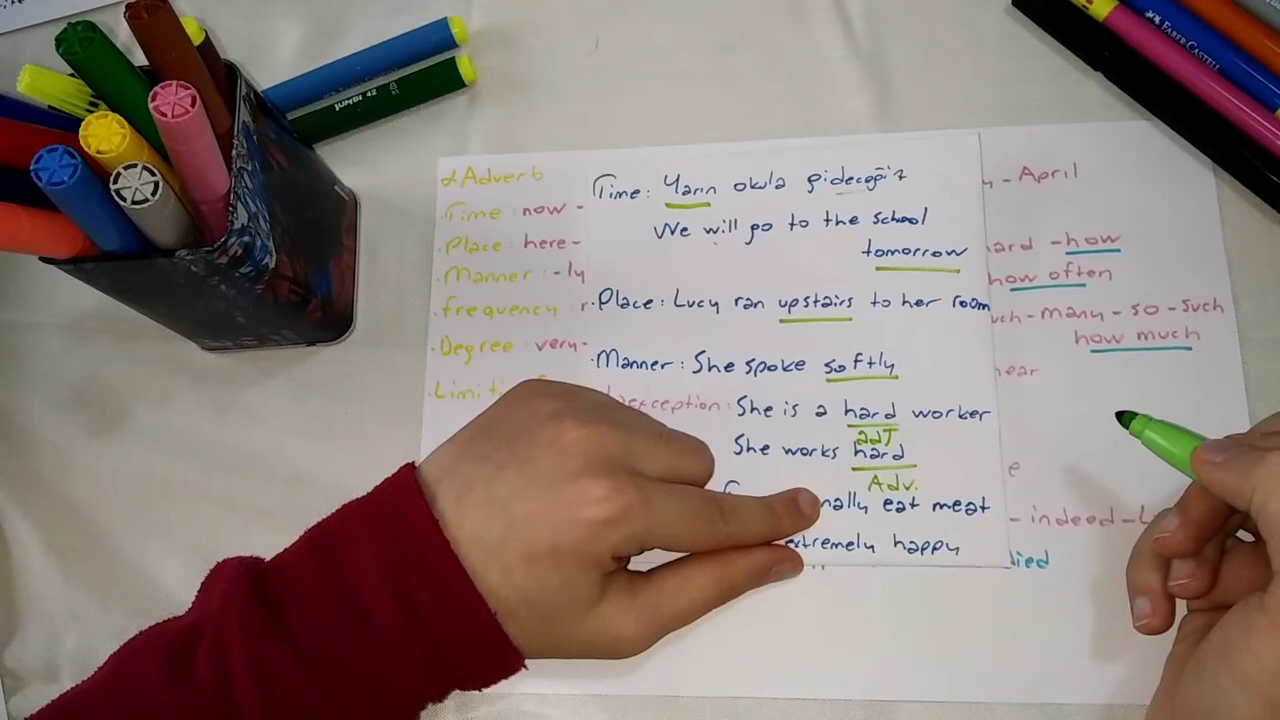 JUMBI 42
FABER-CASTELL
Adverb
Time now -
Place: here -
Manner: -ly
frequency
Degree very -
Time: Yarın okula gideceğiz
We will go to the school
tomorrow
Place: Lucy ran upstairs to her room
Manner: She spoke softly
exception: She is a hard worker
adJ
She works hard
Adv.
eat meat
extremely happy
- April
- how
how often
- many - so - such
how much
- indeed -